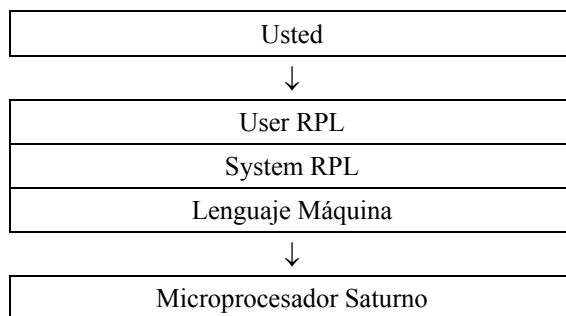 Usted
↓
User RPL
System RPL
Lenguaje Máquina
↓
Microprocesador Saturno